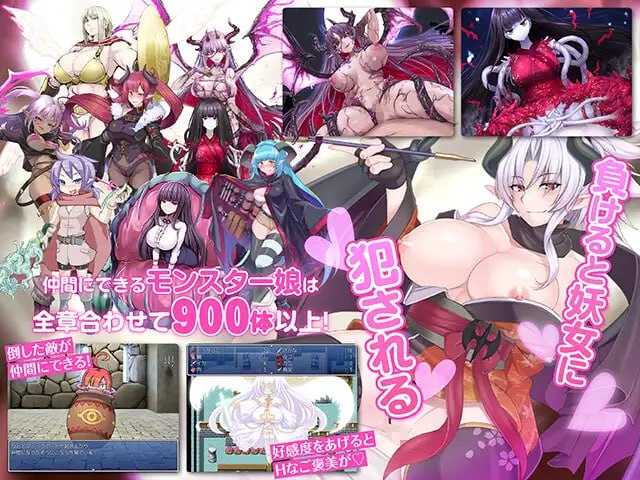 負けると妖女に
犯される
仲間にできるモンスター娘は
全章合わせて900体以上!
倒した敵が
仲間にできる!
好感度をあげると
Hなご褒美が♡